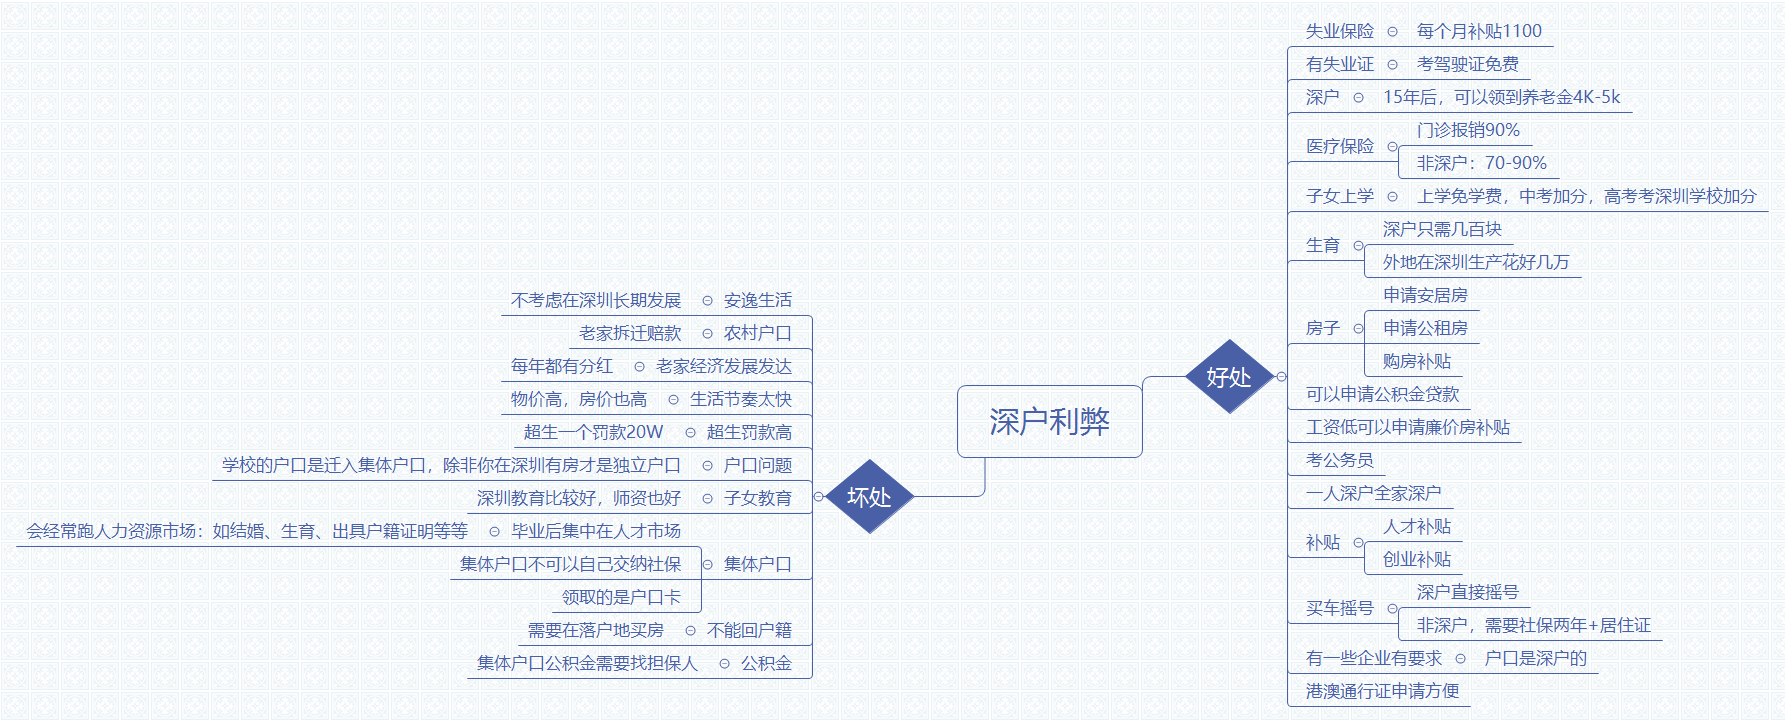 深户利弊
好处
失业保险 每个月补贴1100
有失业证 考驾驶证免费
深户 15年后，可以领到养老金4K-5k
医疗保险
门诊报销90%
非深户：70-90%
子女上学 上学免学费，中考加分，高考考深圳学校加分
生育
深户只需几百块
外地在深圳生产花好几万
房子
申请安居房
申请公租房
购房补贴
可以申请公积金贷款
工资低可以申请廉价房补贴
考公务员
一人深户全家深户
补贴
人才补贴
创业补贴
买车摇号
深户直接摇号
非深户，需要社保两年+居住证
有一些企业有要求 户口是深户的
港澳通行证申请方便
坏处
不考虑在深圳长期发展 安逸生活
老家拆迁赔款 农村户口
每年都有分红 老家经济发展发达
物价高，房价也高 生活节奏太快
超生一个罚款20W 超生罚款高
学校的户口是迁入集体户口，除非你在深圳有房才是独立户口 户口问题
深圳教育比较好，师资也好 子女教育
会经常跑人力资源市场：如结婚、生育、出具户籍证明等等 毕业后集中在人才市场
集体户口不可以自己交纳社保 集体户口
领取的是户口卡
需要在落户地买房 不能回户籍
集体户口公积金需要找担保人 公积金